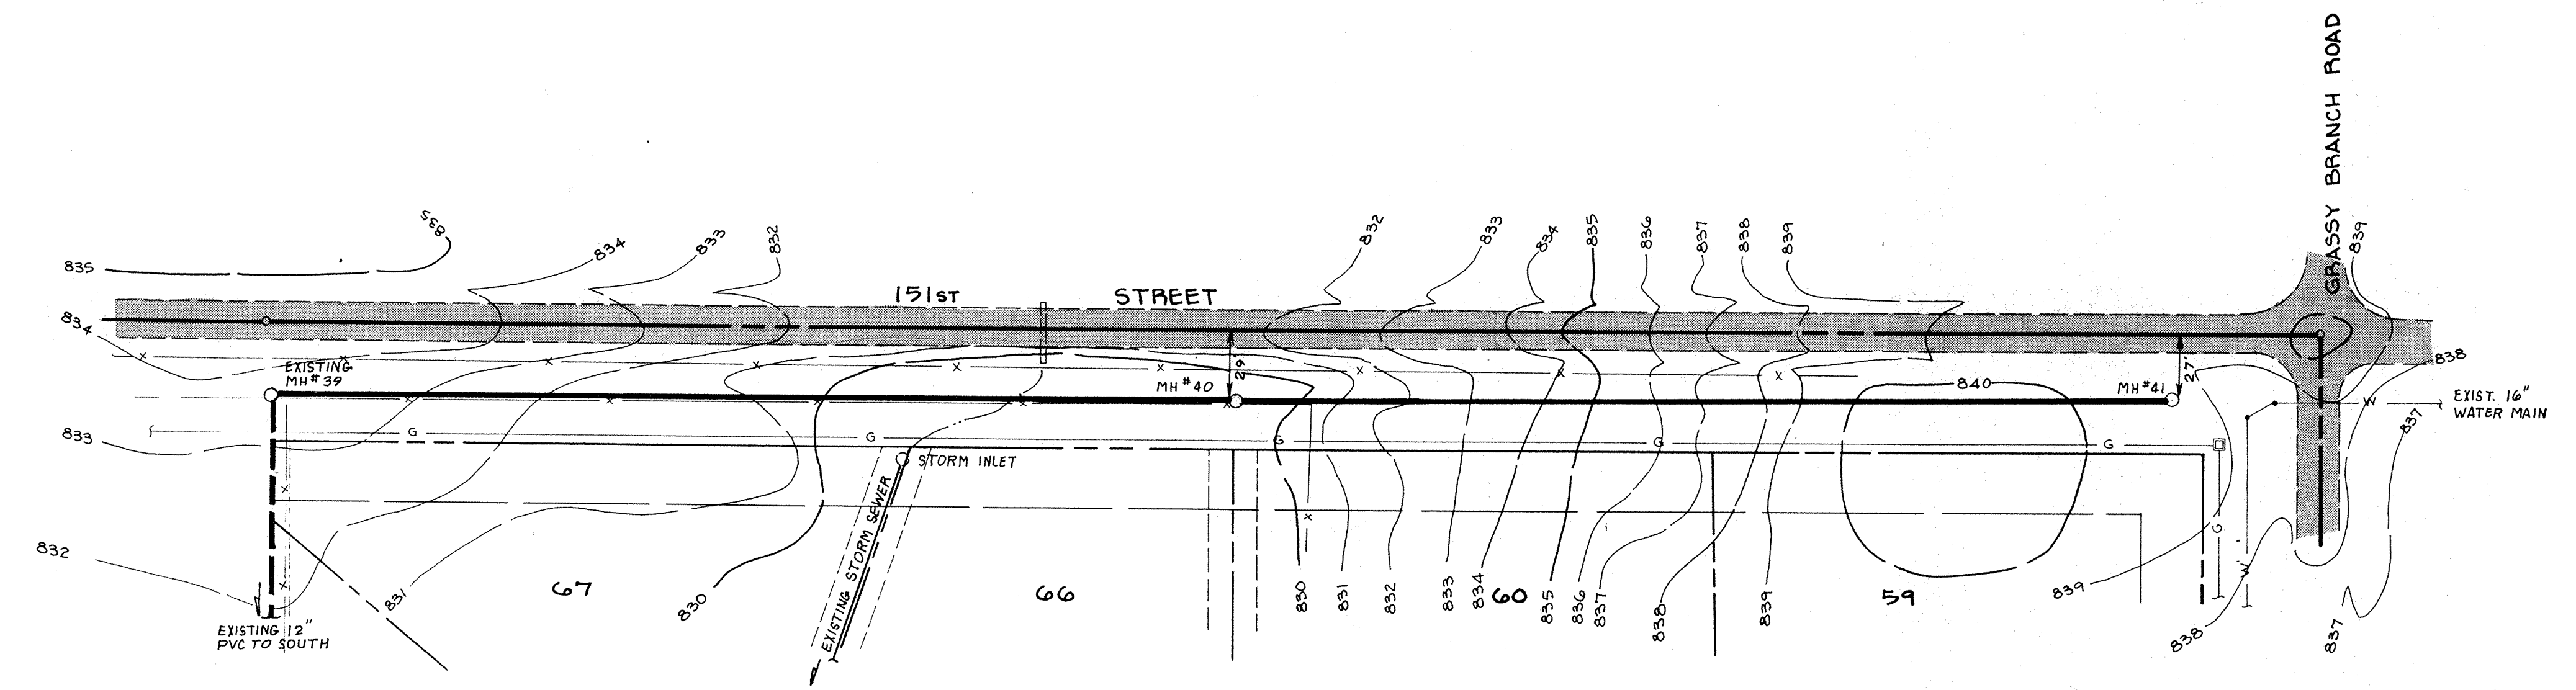 GRASSY BRANCH ROAD
835
835
834
833
832
832
833
834
835
836
837
838
839
839
151ST STREET
834
EXISTING
MH#39
MH#40
29'
840
MH#41
27'
838
EXIST. 16"
WATER MAIN
W
837
833
G
G
G
G
G
STORM INLET
EXISTING STORM SEWER
G
W
832
831
67
830
66
830
831
832
833
834
60
835
836
837
838
839
59
839
838
837
EXISTING 12"
PVC TO SOUTH